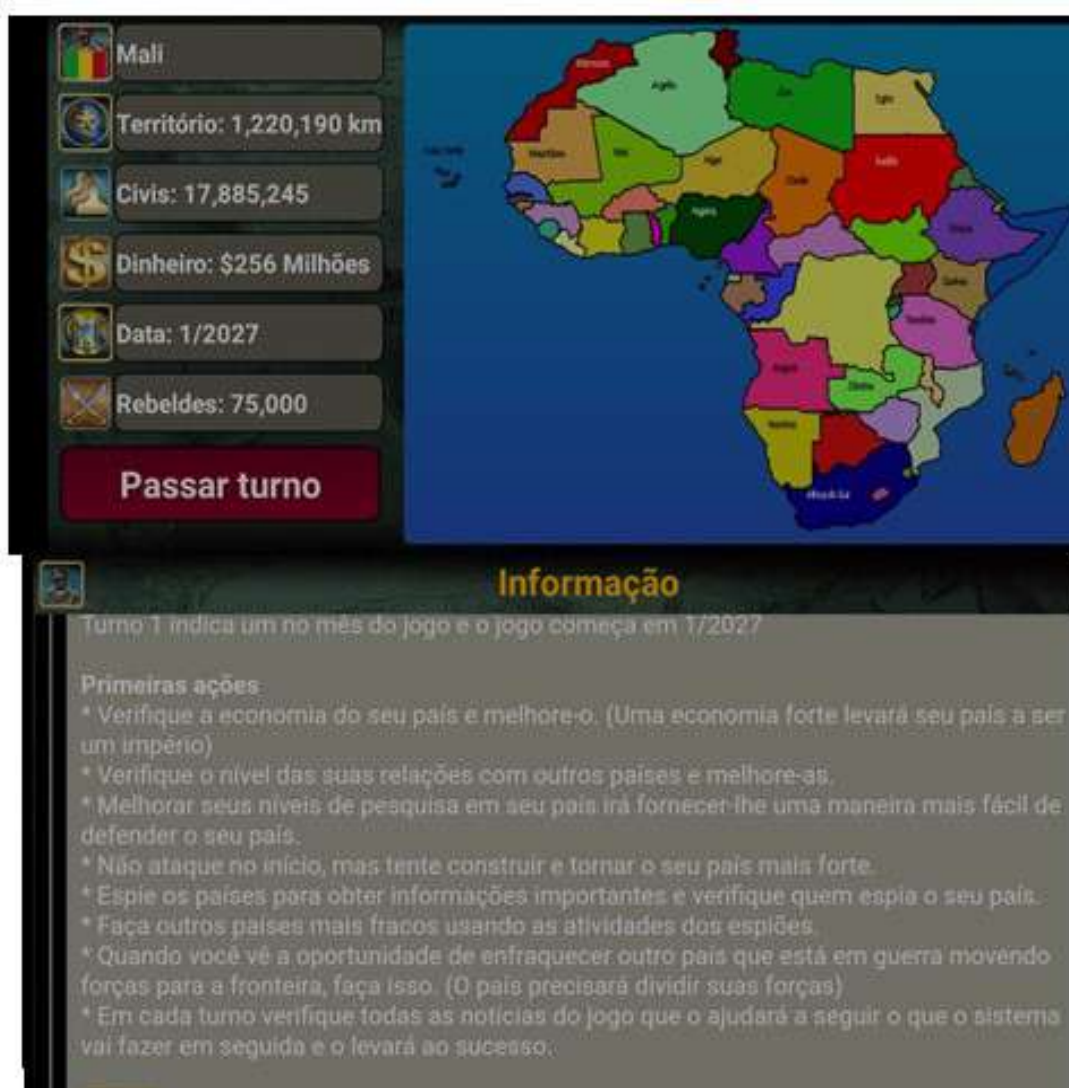 Mali
Território: 1,220,190 km
Civis: 17,885,245
Dinheiro: $256 Milhões
Data: 1/2027
Rebeldes: 75,000
Passar turno
Informação
Turno 1 indica um no mês do jogo e o jogo começa em 1/2027
Primeiras ações
* Verifique a economia do seu país e melhore-o. (Uma economia forte levará seu país a ser
um império)
* Verifique o nível das suas relações com outros países e melhore-as.
* Melhorar seus níveis de pesquisa em seu país irá fornecer-lhe uma maneira mais fácil de
defender o seu país.
* Não ataque no início, mas tente construir e tornar o seu país mais forte.
* Espie os países para obter informações importantes e verifique quem espia o seu país.
* Faça outros países mais fracos usando as atividades dos espiões.
* Quando você vê a oportunidade de enfraquecer outro país que está em guerra movendo
forças para a fronteira, faça isso. (O país precisará dividir suas forças)
* Em cada turno verifique todas as notícias do jogo que o ajudará a seguir o que o sistema
vai fazer em seguida e o levará ao sucesso.